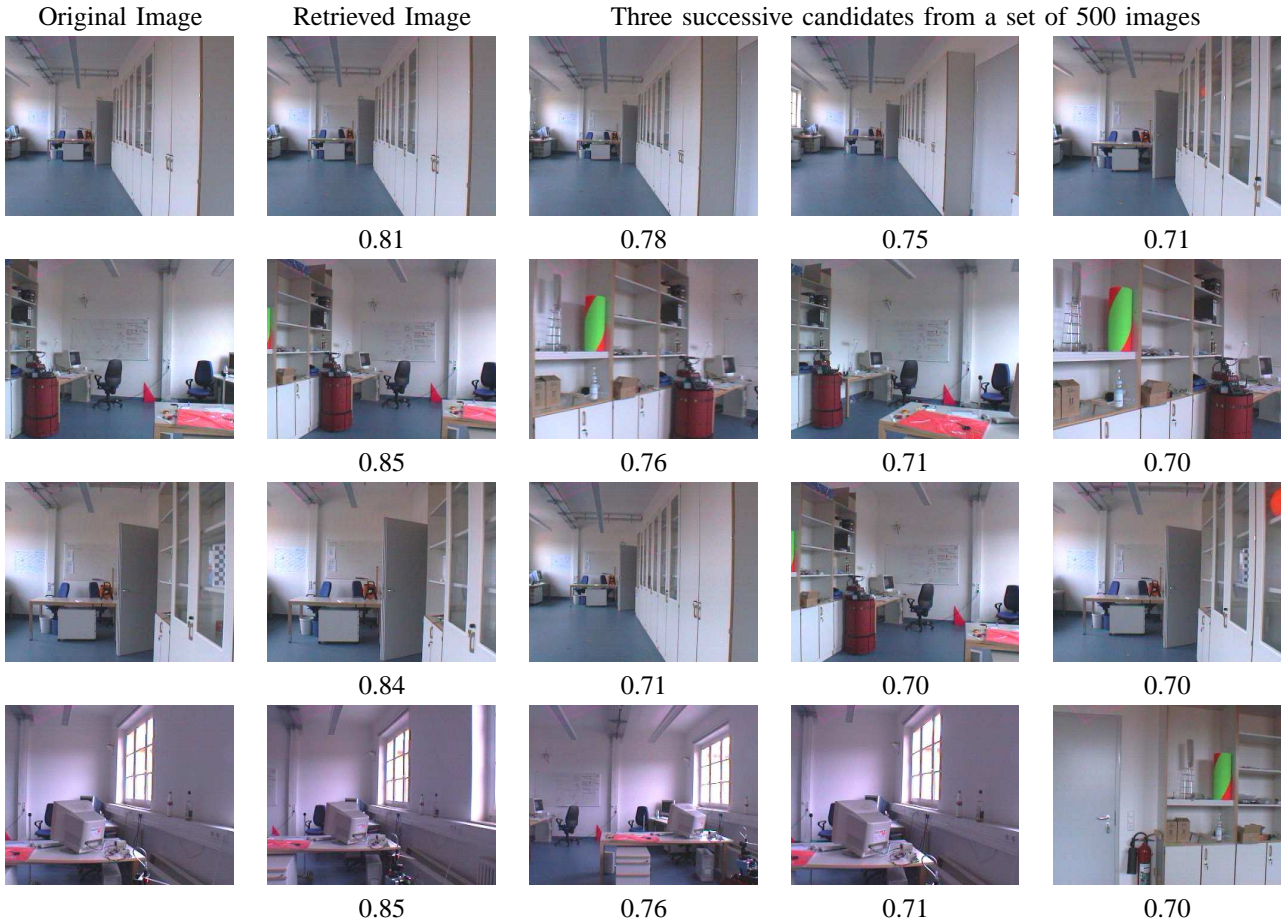 Original Image Retrieved Image Three successive candidates from a set of 500 images
0.81 0.78 0.75 0.71
0.85 0.76 0.71 0.70
0.84 0.71 0.70 0.70
0.85 0.76 0.71 0.70